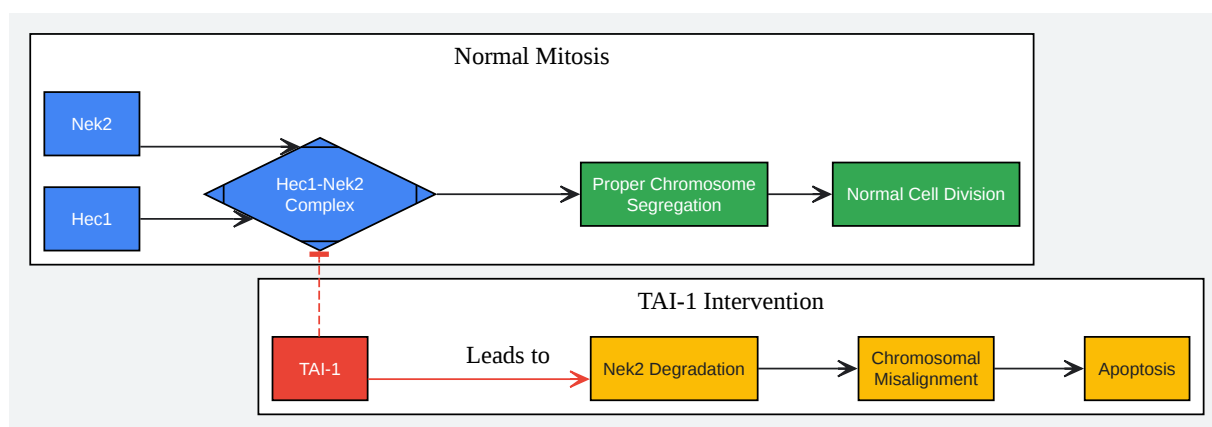 Normal Mitosis
Nek2
Hec1
Hec1-Nek2
Complex
Proper Chromosome
Segregation
Normal Cell Division
TAI-1 Intervention
TAI-1
Leads to
Nek2 Degradation
Chromosomal
Misalignment
Apoptosis